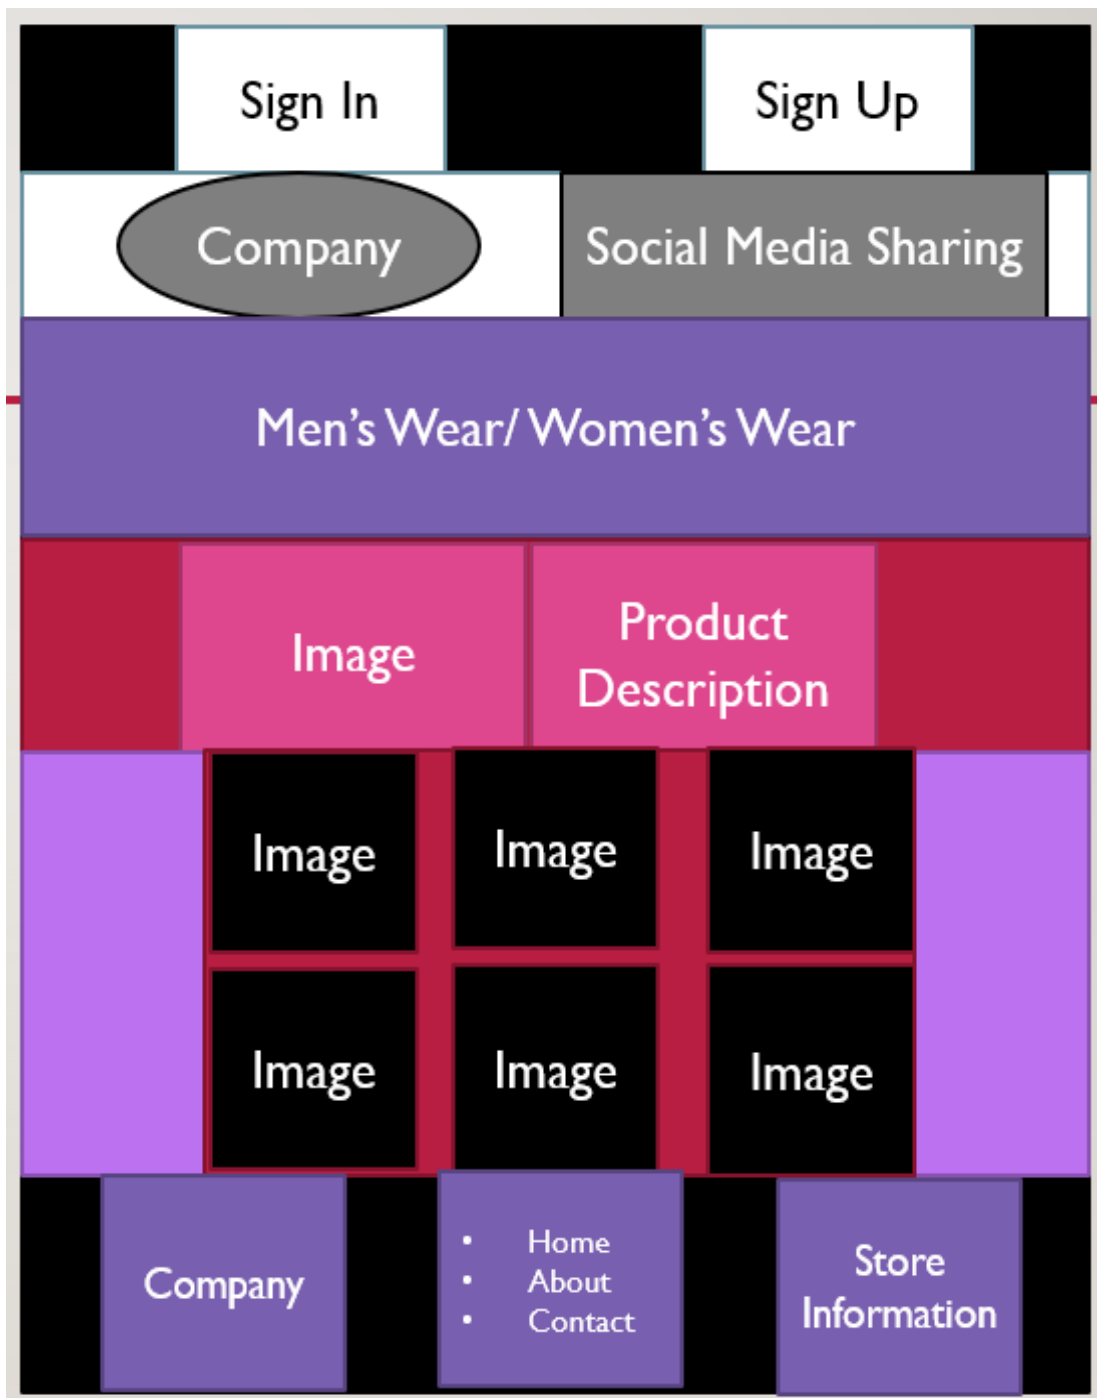 Sign In
Sign Up
Company
Social Media Sharing
Men's Wear/ Women's Wear
Image
Product
Description
Image
Image
Image
Image
Image
Image
Company
• Home
• About
• Contact
Store
Information